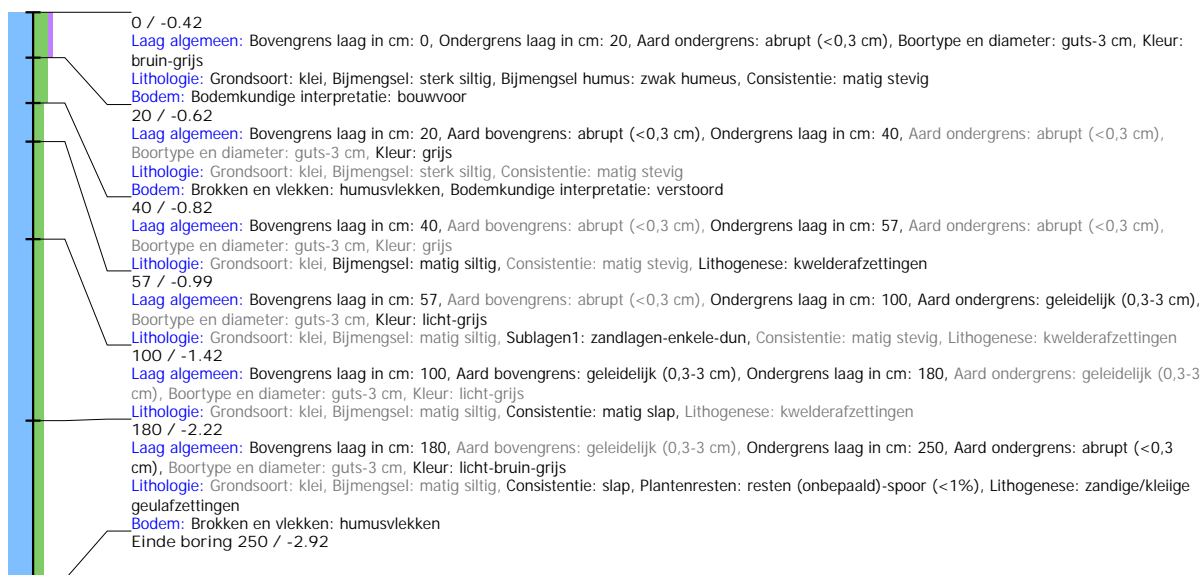 0 / -0.42
Laag algemeen: Bovengrens laag in cm: 0, Ondergrens laag in cm: 20, Aard ondergrens: abrupt (<0,3 cm), Boortype en diameter: guts-3 cm, Kleur:
bruin-grijs
Lithologie: Grondsoort: klei, Bijmengsel: sterk siltig, Bijmengsel humus: zwak humeus, Consistentie: matig stevig
Bodem: Bodemkundige interpretatie: bouwvoor
20 / -0.62
Laag algemeen: Bovengrens laag in cm: 20, Aard bovengrens: abrupt (<0,3 cm), Ondergrens laag in cm: 40, Aard ondergrens: abrupt (<0,3 cm),
Boortype en diameter: guts-3 cm, Kleur: grijs
Lithologie: Grondsoort: klei, Bijmengsel: sterk siltig, Consistentie: matig stevig
Bodem: Brokken en vlekken: humusvlekken, Bodemkundige interpretatie: verstoord
40 / -0.82
Laag algemeen: Bovengrens laag in cm: 40, Aard bovengrens: abrupt (<0,3 cm), Ondergrens laag in cm: 57, Aard ondergrens: abrupt (<0,3 cm),
Boortype en diameter: guts-3 cm, Kleur: grijs
Lithologie: Grondsoort: klei, Bijmengsel: matig siltig, Consistentie: matig stevig, Lithogenese: kwelderafzettingen
57 / -0.99
Laag algemeen: Bovengrens laag in cm: 57, Aard bovengrens: abrupt (<0,3 cm), Ondergrens laag in cm: 100, Aard ondergrens: geleidelijk (0,3-3 cm),
Boortype en diameter: guts-3 cm, Kleur: licht-grijs
Lithologie: Grondsoort: klei, Bijmengsel: matig siltig, Sublagen1: zandlagen-enkele-dun, Consistentie: matig stevig, Lithogenese: kwelderafzettingen
100 / -1.42
Laag algemeen: Bovengrens laag in cm: 100, Aard bovengrens: geleidelijk (0,3-3 cm), Ondergrens laag in cm: 180, Aard ondergrens: geleidelijk (0,3-3
cm), Boortype en diameter: guts-3 cm, Kleur: licht-grijs
Lithologie: Grondsoort: klei, Bijmengsel: matig siltig, Consistentie: matig slap, Lithogenese: kwelderafzettingen
180 / -2.22
Laag algemeen: Bovengrens laag in cm: 180, Aard bovengrens: geleidelijk (0,3-3 cm), Ondergrens laag in cm: 250, Aard ondergrens: abrupt (<0,3
cm), Boortype en diameter: guts-3 cm, Kleur: licht-bruin-grijs
Lithologie: Grondsoort: klei, Bijmengsel: matig siltig, Consistentie: slap, Plantenresten: resten (onbepaald)-spoor (<1%), Lithogenese: zandige/kleiige
geulafzettingen
Bodem: Brokken en vlekken: humusvlekken
Einde boring 250 / -2.92